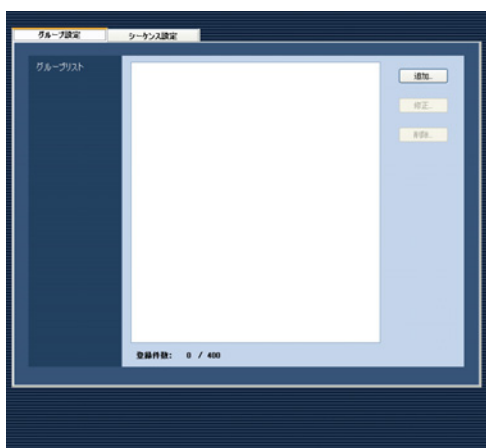 グループ設定
シーケンス設定
グループリスト
追加...
修正...
削除...
登録件数: 0 / 400